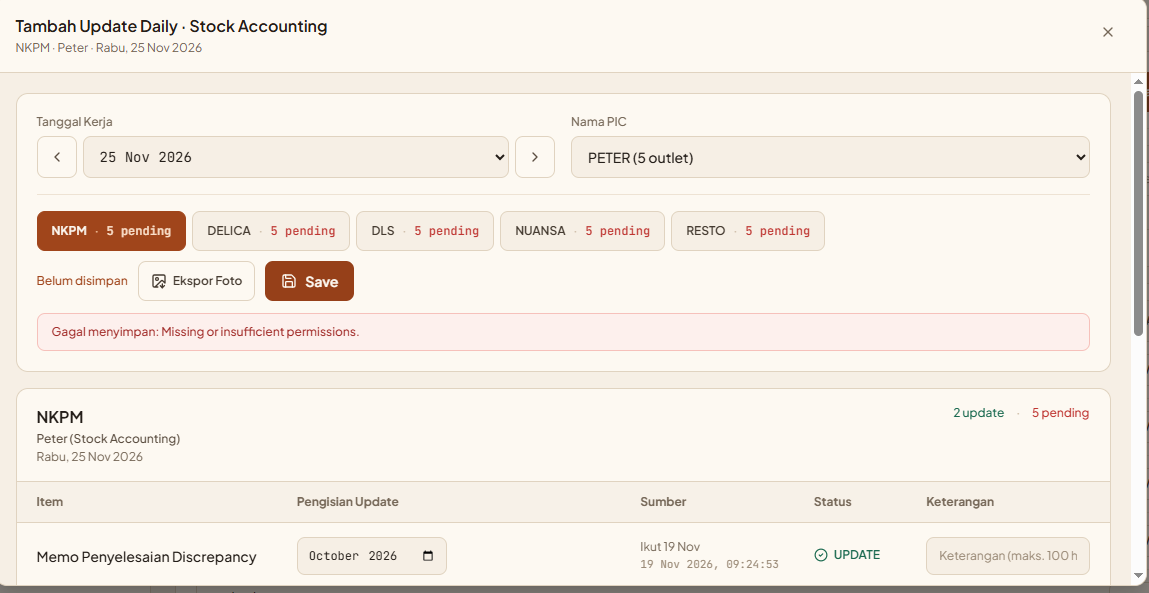 Tambah Update Daily · Stock Accounting
NKPM · Peter · Rabu, 25 Nov 2026
Tanggal Kerja
Nama PIC
25 Nov 2026
PETER (5 outlet)
NKPM · 5 pending
DELICA · 5 pending
DLS · 5 pending
NUANSA · 5 pending
RESTO · 5 pending
Belum disimpan
Ekspor Foto
Save
Gagal menyimpan: Missing or insufficient permissions.
NKPM
2 update · 5 pending
Peter (Stock Accounting)
Rabu, 25 Nov 2026
Item
Pengisian Update
Sumber
Status
Keterangan
Memo Penyelesaian Discrepancy
October 2026
Ikut 19 Nov
19 Nov 2026, 09:24:53
UPDATE
Keterangan (maks. 100 h